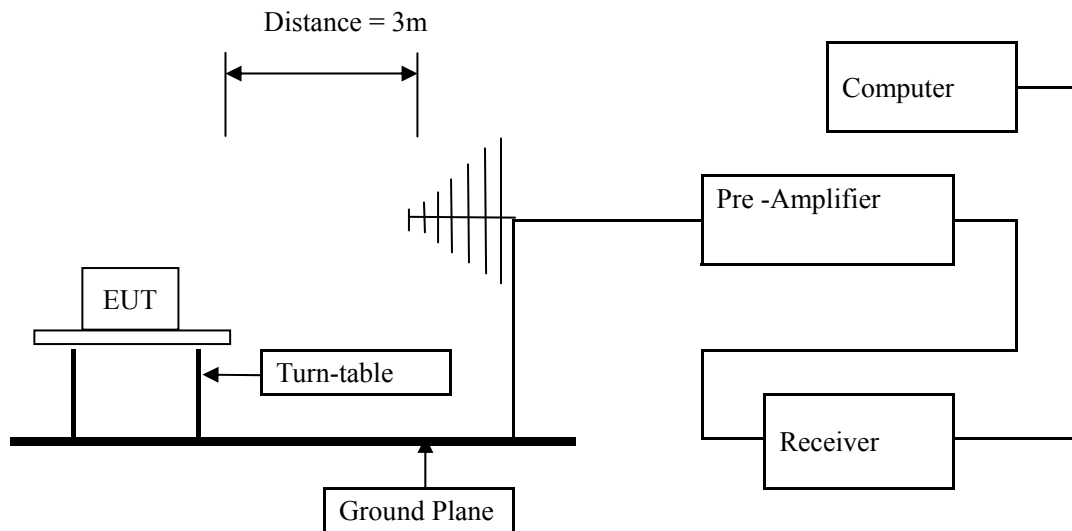 Distance = 3m
Computer
Pre -Amplifier
EUT
Turn-table
Receiver
Ground Plane